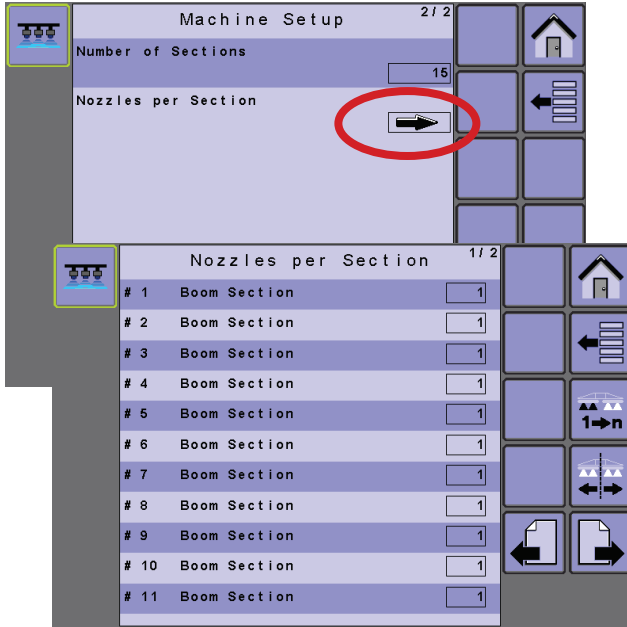 Machine Setup 2/2
Number of Sections
15
Nozzles per Section
Nozzles per Section 1/2
# 1 Boom Section 1
# 2 Boom Section 1
# 3 Boom Section 1
# 4 Boom Section 1
# 5 Boom Section 1
# 6 Boom Section 1
# 7 Boom Section 1
# 8 Boom Section 1
# 9 Boom Section 1
# 10 Boom Section 1
# 11 Boom Section 1
1➔n